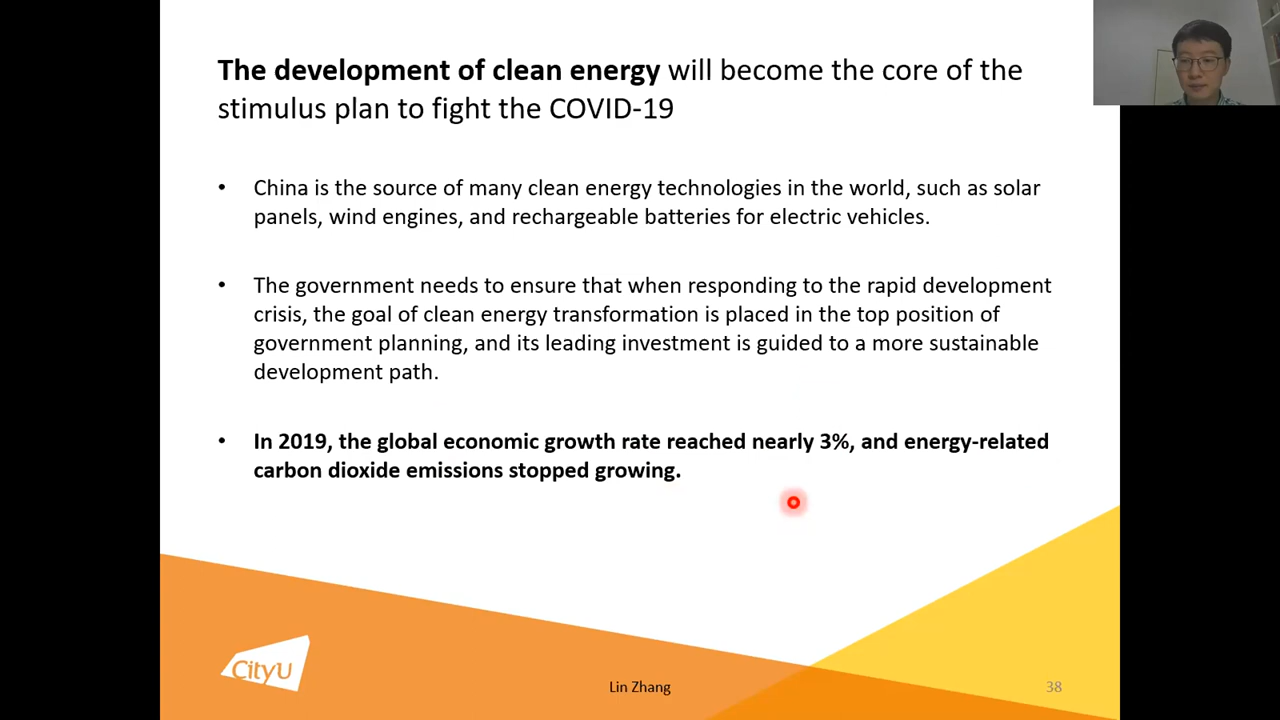 The development of clean energy will become the core of the
stimulus plan to fight the COVID-19
• China is the source of many clean energy technologies in the world, such as solar
panels, wind engines, and rechargeable batteries for electric vehicles.
• The government needs to ensure that when responding to the rapid development
crisis, the goal of clean energy transformation is placed in the top position of
government planning, and its leading investment is guided to a more sustainable
development path.
• In 2019, the global economic growth rate reached nearly 3%, and energy-related
carbon dioxide emissions stopped growing.
CityU
Lin Zhang
38